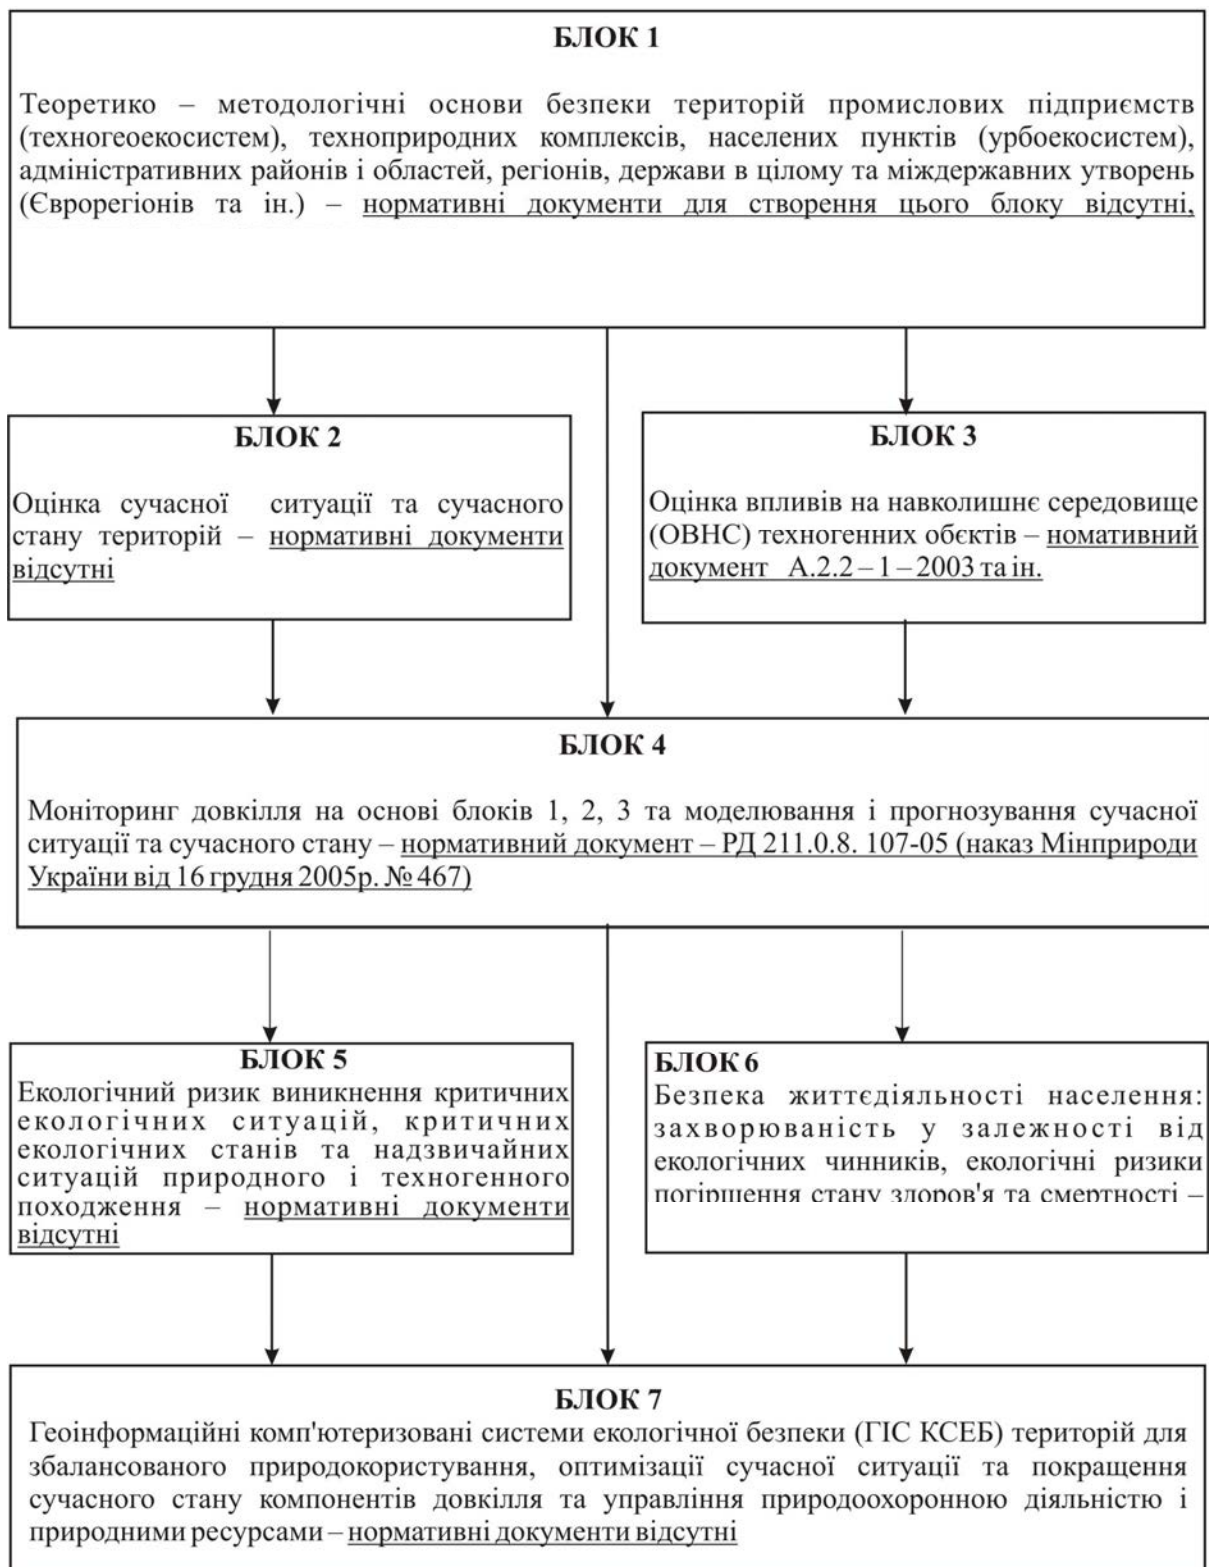 БЛОК 1
Теоретико – методологічні основи безпеки територій промислових підприємств
(техногеоекосистем), техноприродних комплексів, населених пунктів (урбоекосистем),
адміністративних районів і областей, регіонів, держави в цілому та міждержавних утворень
(Єврорегіонів та ін.) – нормативні документи для створення цього блоку відсутні,
БЛОК 2
Оцінка сучасної ситуації та сучасного
стану територій – нормативні документи
відсутні
БЛОК 3
Оцінка впливів на навколишнє середовище
(ОВНС) техногенних обєктів – номативний
документ А.2.2 – 1 – 2003 та ін.
БЛОК 4
Моніторинг довкілля на основі блоків 1, 2, 3 та моделювання і прогнозування сучасної
ситуації та сучасного стану – нормативний документ – РД 211.0.8. 107-05 (наказ Мінприроди
України від 16 грудня 2005р. № 467)
БЛОК 5
Екологічний ризик виникнення критичних
екологічних ситуацій, критичних
екологічних станів та надзвичайних
ситуацій природного і техногенного
походження – нормативні документи
відсутні
БЛОК 6
Безпека життєдіяльності населення:
захворюваність у залежності від
екологічних чинників, екологічні ризики
погіршення стану здоров'я та смертності –
БЛОК 7
Геоінформаційні комп'ютеризовані системи екологічної безпеки (ГІС КСЕБ) територій для
збалансованого природокористування, оптимізації сучасної ситуації та покращення
сучасного стану компонентів довкілля та управління природоохоронною діяльністю і
природними ресурсами – нормативні документи відсутні